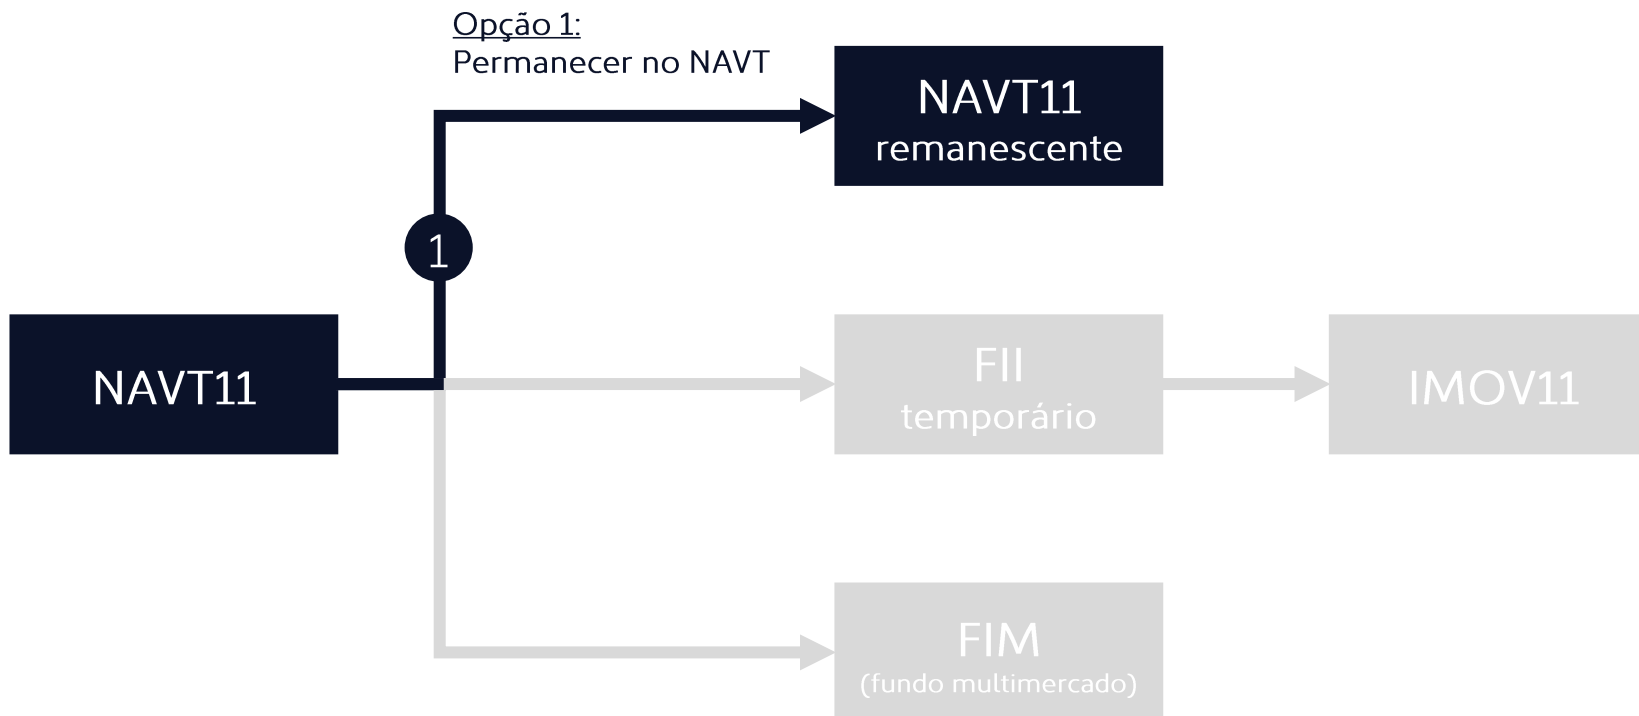 Opção 1:
Permanecer no NAVT
NAVT11
remanescente
1
NAVT11
FII
temporário
IMOV11
FIM
(fundo multimercado)